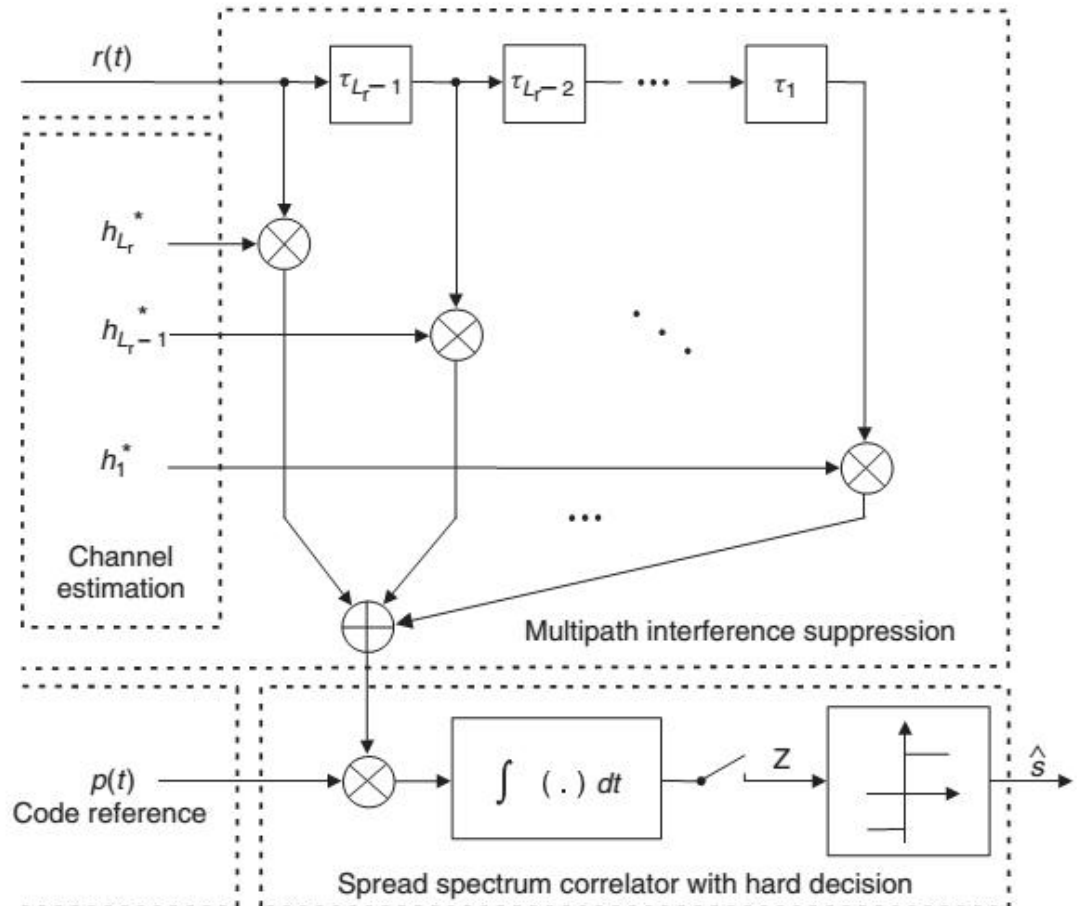 r(t)
τ_{L_r−1}
τ_{L_r−2}
...
τ_1
h_{L_r}^*
h_{L_r−1}^*
h_1^*
...
Channel
estimation
Multipath interference suppression
p(t)
Code reference
∫ (.) dt
Z
ŝ
Spread spectrum correlator with hard decision